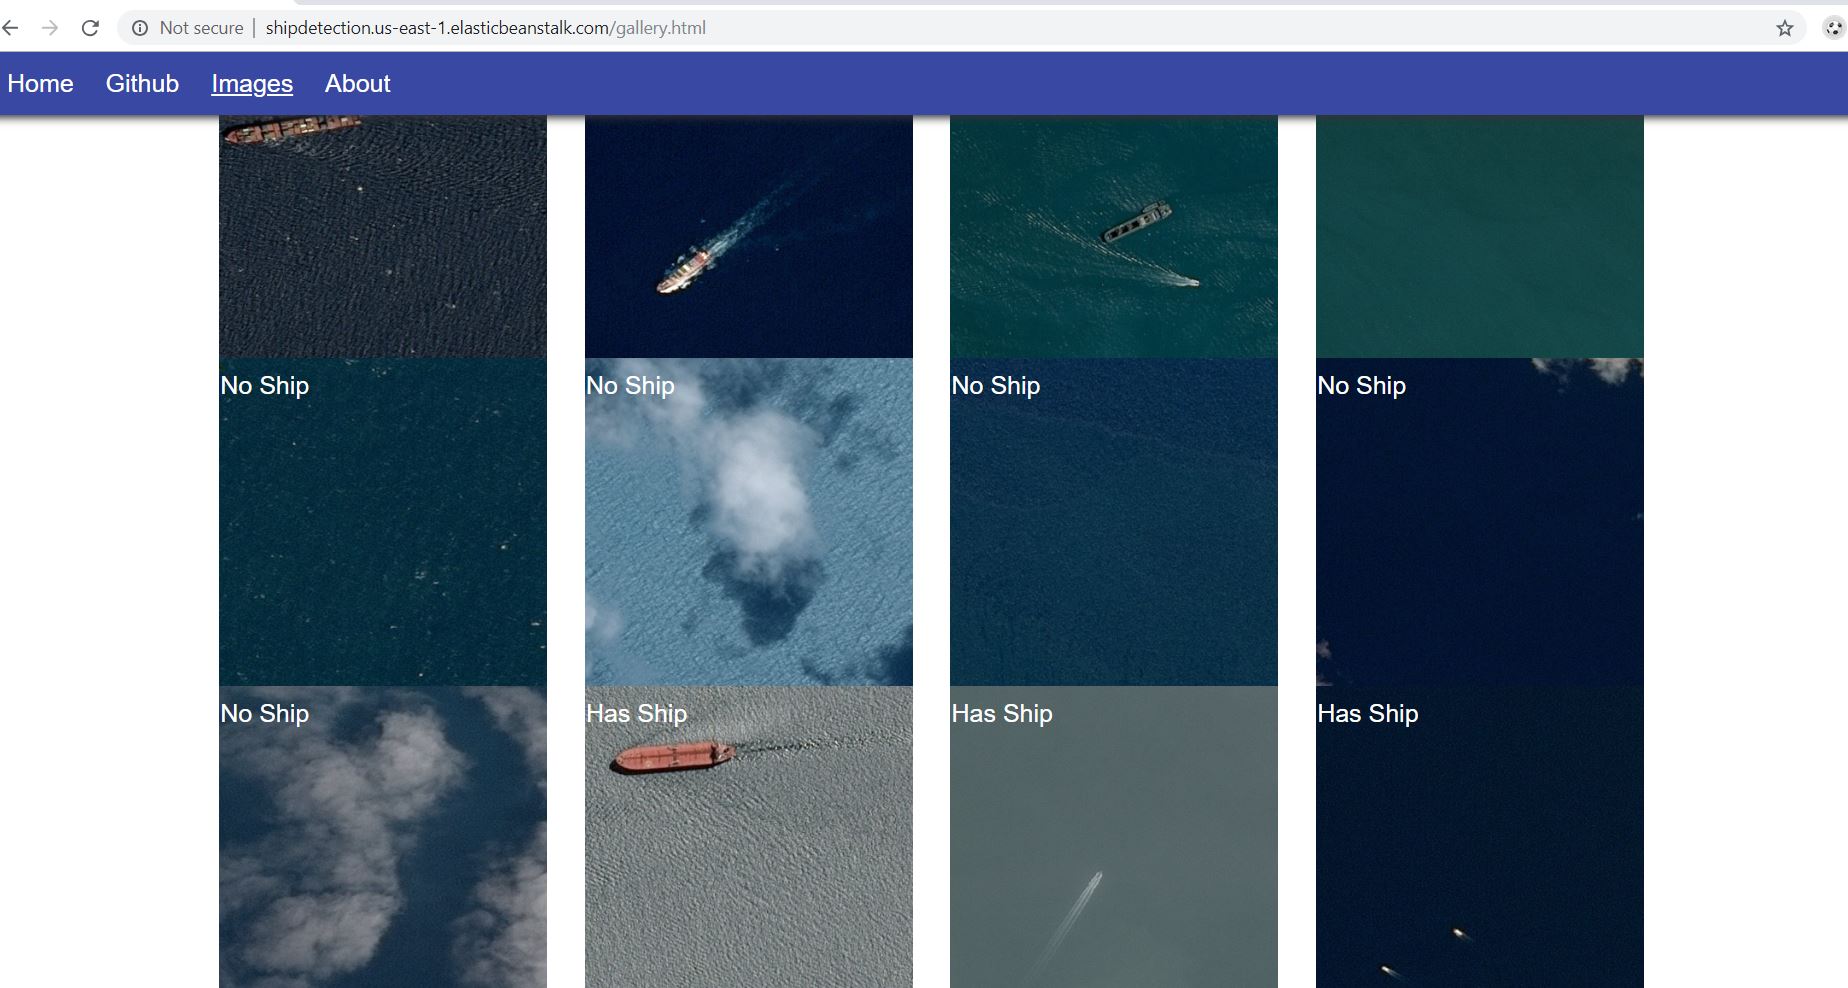 Not secure | shipdetection.us-east-1.elasticbeanstalk.com/gallery.html
Home Github Images About
No Ship No Ship No Ship No Ship
No Ship Has Ship Has Ship Has Ship